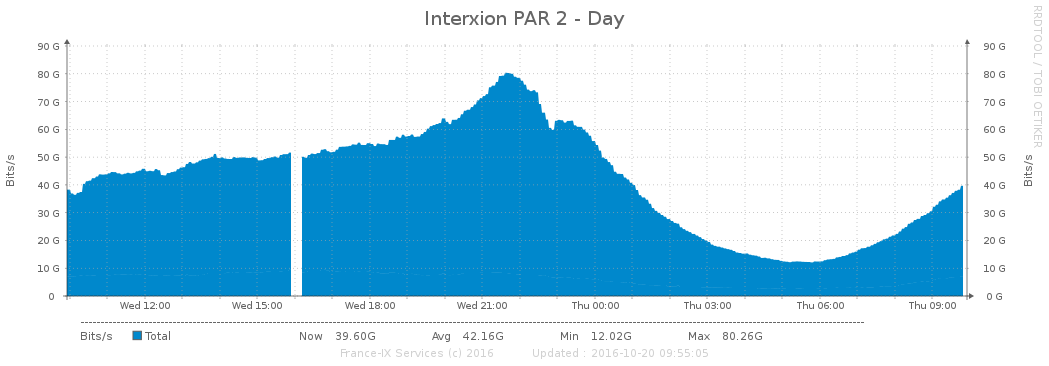 Interxion PAR 2 - Day
RRDTOOL / TOBI OETIKER
Bits/s
90 G
80 G
70 G
60 G
50 G
40 G
30 G
20 G
10 G
0
90 G
80 G
70 G
60 G
50 G
40 G
30 G
20 G
10 G
0 G
Bits/s
Wed 12:00 Wed 15:00 Wed 18:00 Wed 21:00 Thu 00:00 Thu 03:00 Thu 06:00 Thu 09:00
Bits/s Total Now 39.60G Avg 42.16G Min 12.02G Max 80.26G
France-IX Services (c) 2016 Updated : 2016-10-20 09:55:05